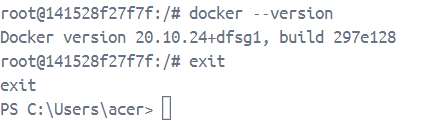 root@141528f27f7f:/# docker --version
Docker version 20.10.24+dfsg1, build 297e128
root@141528f27f7f:/# exit
exit
PS C:\Users\acer>